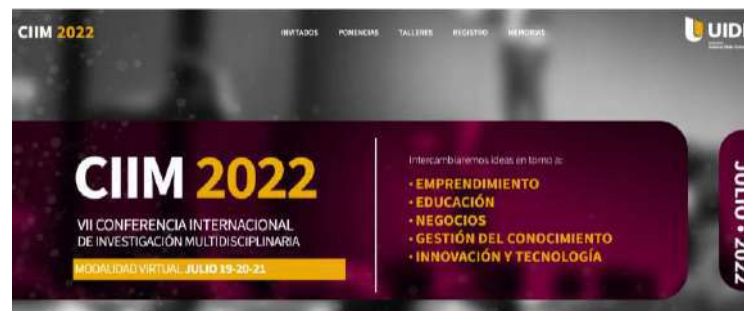 CIIM 2022
INVITADOS PONENCIAS TALLERES REGISTRO MEMORIAS
UID
CIIM 2022
VII CONFERENCIA INTERNACIONAL
DE INVESTIGACIÓN MULTIDISCIPLINARIA
MODALIDAD VIRTUAL JULIO 19-20-21
Intercambiaremos ideas en torno a:
• EMPRENDIMIENTO
• EDUCACIÓN
• NEGOCIOS
• GESTIÓN DEL CONOCIMIENTO
• INNOVACIÓN Y TECNOLOGÍA
JULIO • 2022